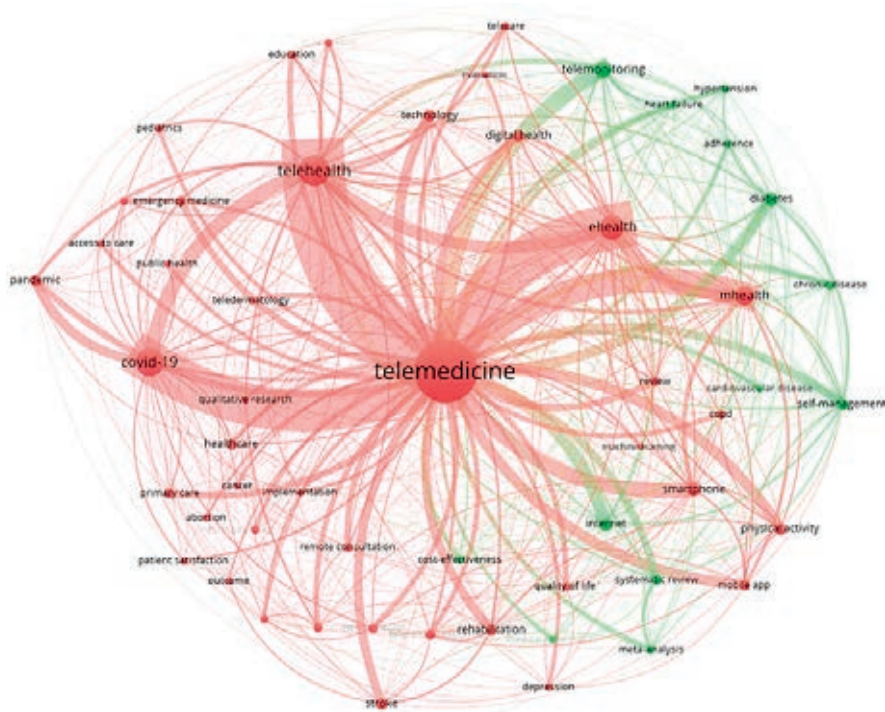 telecare
education
telemonitoring
hypertension
heart failure
technology
pediatrics
digital health
adherence
telehealth
diabetes
emergency medicine
ehealth
access to care
public health
pandemic
chronic disease
mhealth
teledermatology
covid-19
telemedicine
review
cardiovascular disease
qualitative research
self-management
copd
healthcare
machine learning
cancer
smartphone
primary care
implementation
abortion
internet
physical activity
remote consultation
patient satisfaction
cost-effectiveness
outcome
quality of life
systematic review
mobile app
rehabilitation
meta-analysis
depression
stroke